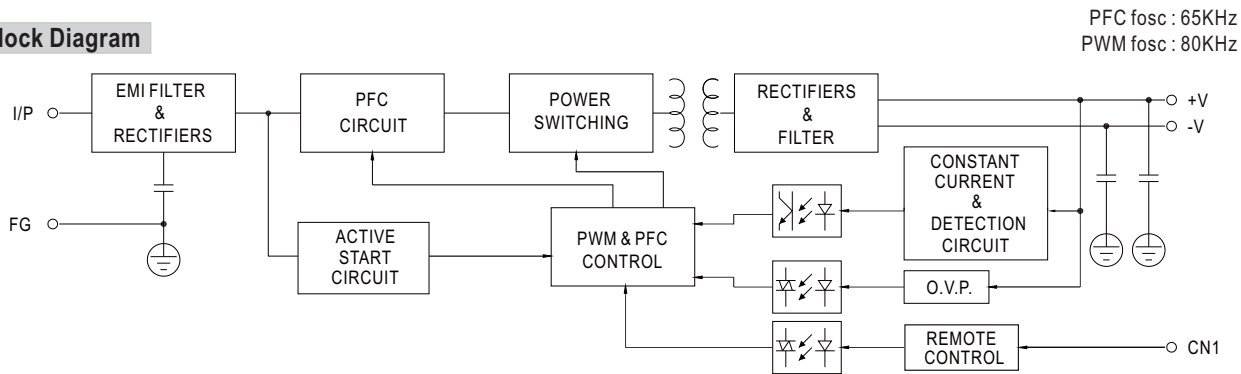 lock Diagram
PFC fosc : 65KHz
PWM fosc : 80KHz
I/P
EMI FILTER
&
RECTIFIERS
PFC
CIRCUIT
POWER
SWITCHING
RECTIFIERS
&
FILTER
+V
-V
FG
ACTIVE
START
CIRCUIT
PWM & PFC
CONTROL
CONSTANT
CURRENT
&
DETECTION
CIRCUIT
O.V.P.
REMOTE
CONTROL
CN1